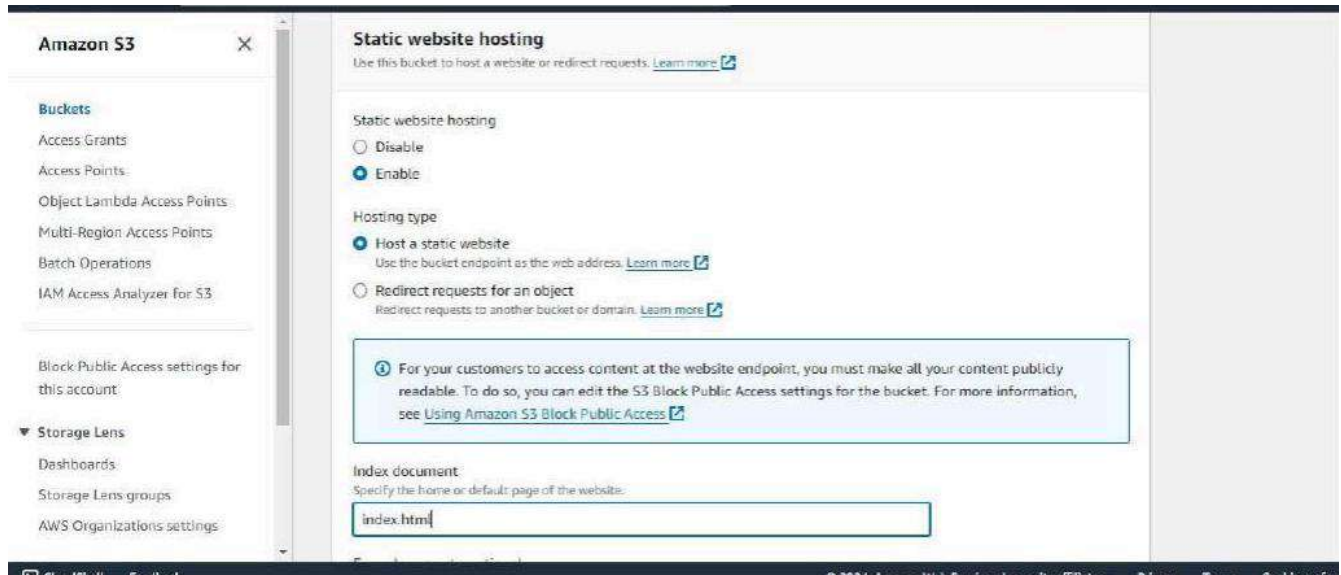 Amazon S3
Buckets
Access Grants
Access Points
Object Lambda Access Points
Multi-Region Access Points
Batch Operations
IAM Access Analyzer for S3
Block Public Access settings for
this account
Storage Lens
Dashboards
Storage Lens groups
AWS Organizations settings
Static website hosting
Use this bucket to host a website or redirect requests. Learn more
Static website hosting
Disable
Enable
Hosting type
Host a static website
Use the bucket endpoint as the web address. Learn more
Redirect requests for an object
Redirect requests to another bucket or domain. Learn more
For your customers to access content at the website endpoint, you must make all your content publicly
readable. To do so, you can edit the S3 Block Public Access settings for the bucket. For more information,
see Using Amazon S3 Block Public Access
Index document
Specify the home or default page of the website.
index.html